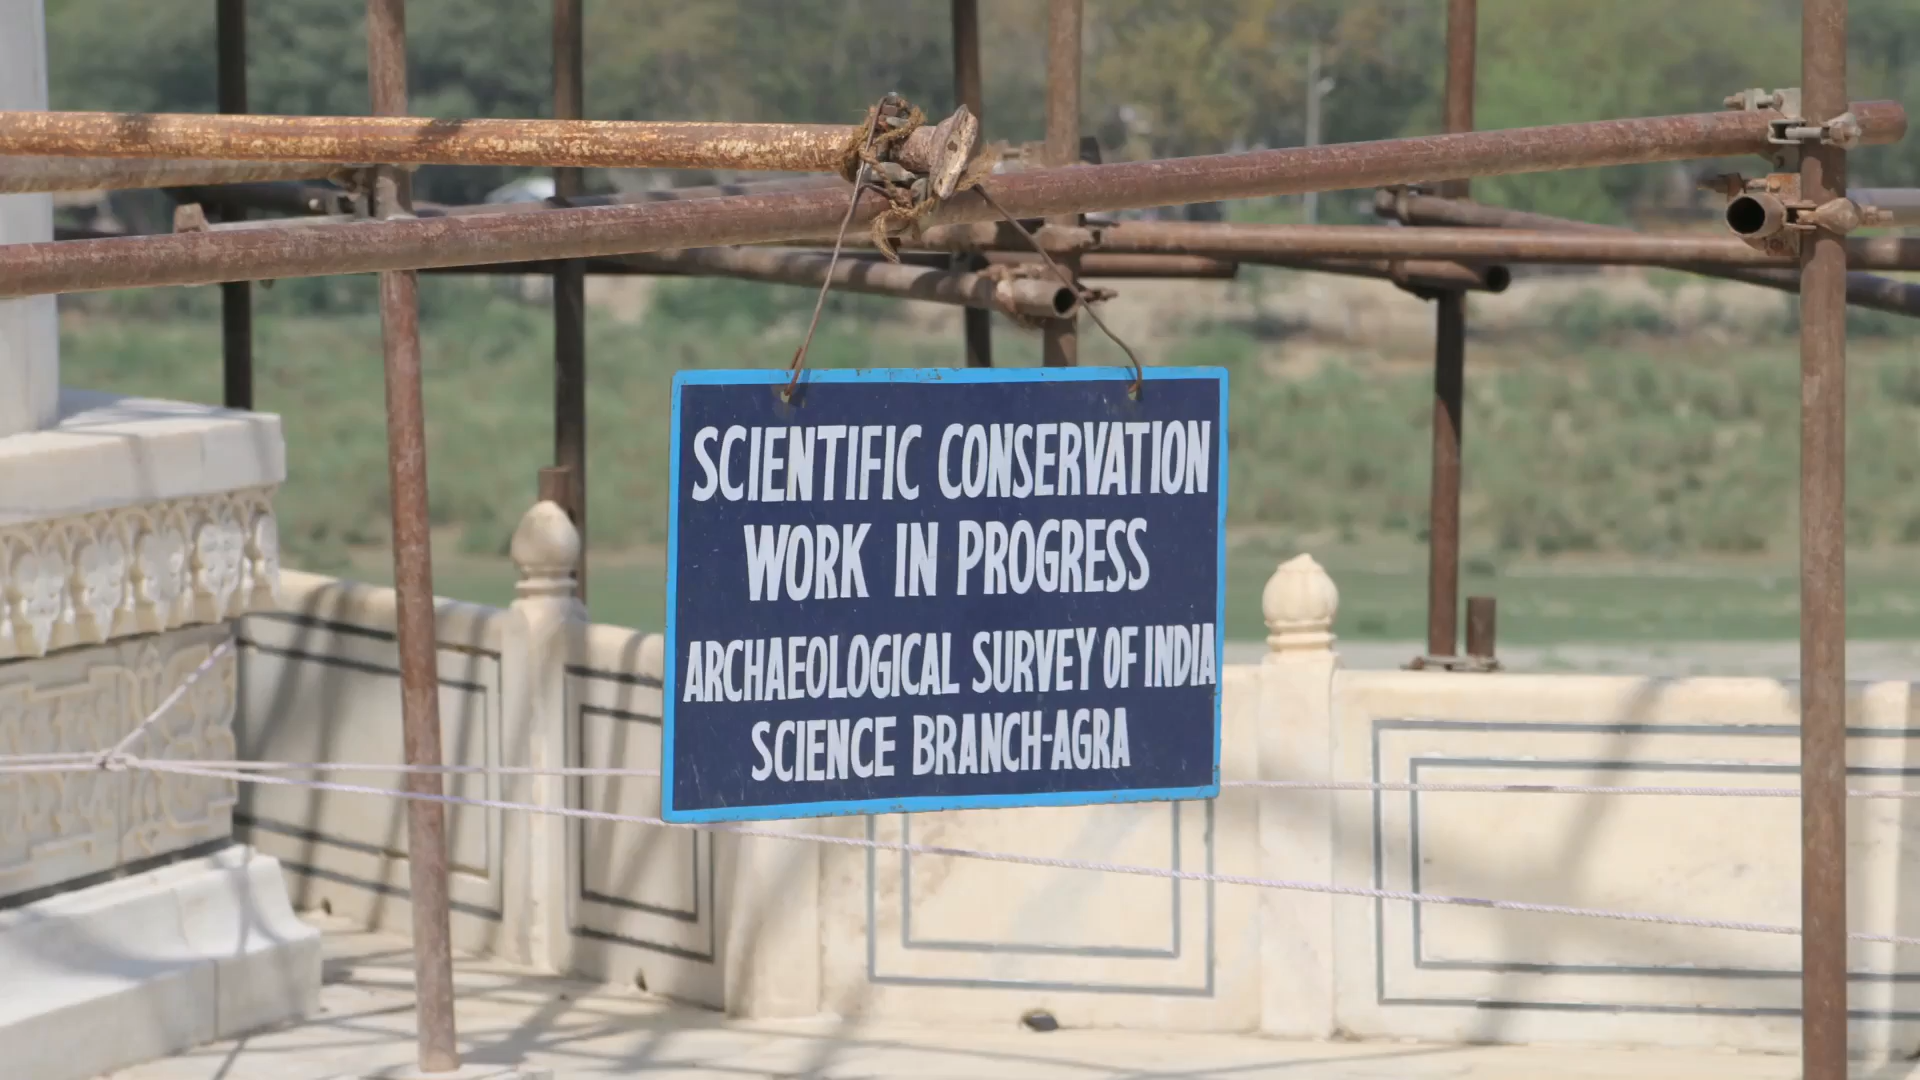 SCIENTIFIC CONSERVATION
WORK IN PROGRESS
ARCHAEOLOGICAL SURVEY OF INDIA
SCIENCE BRANCH-AGRA